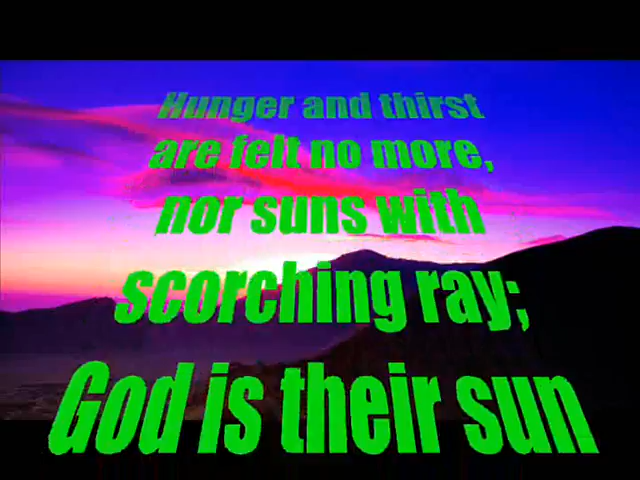 Hunger and thirst
are felt no more,
nor suns with
scorching ray;
God is their sun